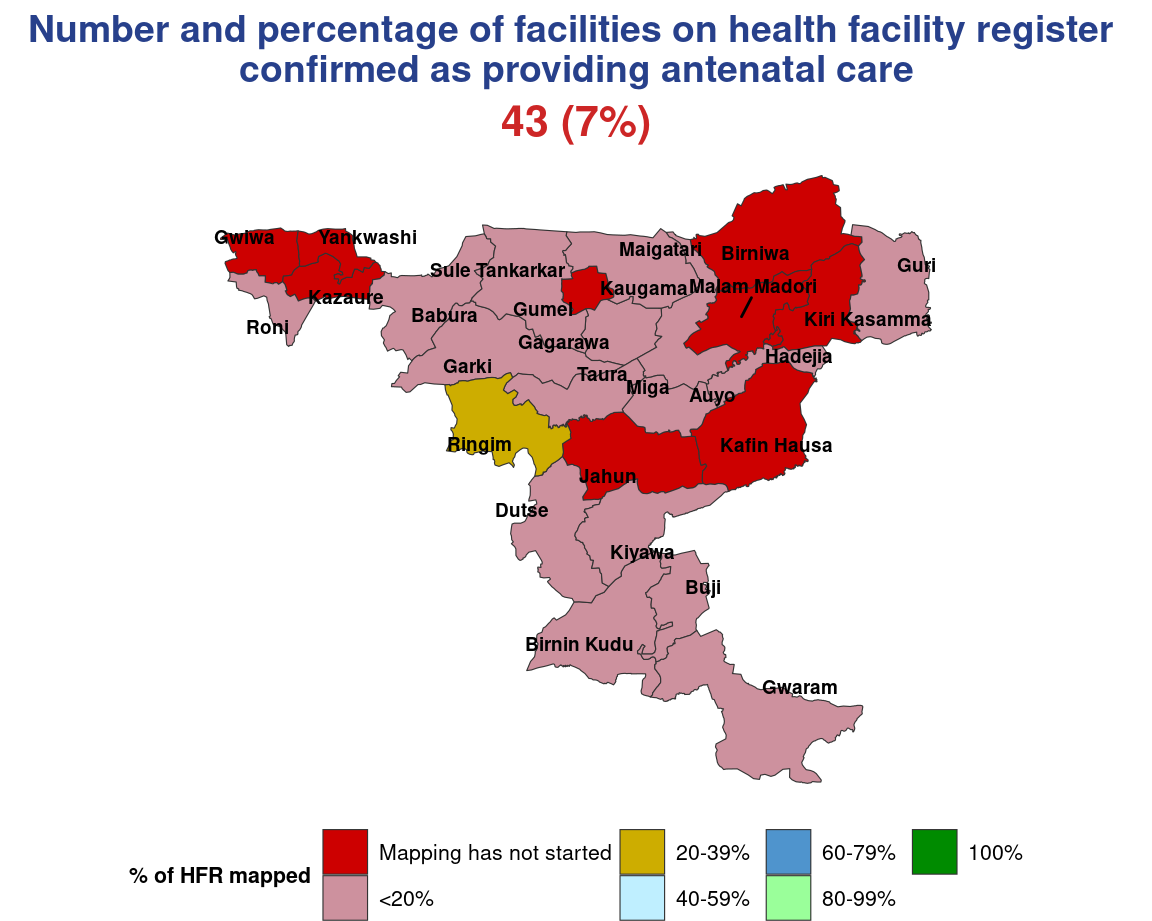 Number and percentage of facilities on health facility register
confirmed as providing antenatal care
43 (7%)
Gwiwa
Yankwashi
Maigatari
Birniwa
Guri
Sule Tankarkar
Kaugama
Malam Madori
Kazaure
Roni
Babura
Gumel
Kiri Kasamma
Gagarawa
Hadejia
Garki
Taura
Miga
Auyo
Ringim
Kafin Hausa
Jahun
Dutse
Kiyawa
Buji
Birnin Kudu
Gwaram
% of HFR mapped
Mapping has not started
<20%
20-39%
40-59%
60-79%
80-99%
100%